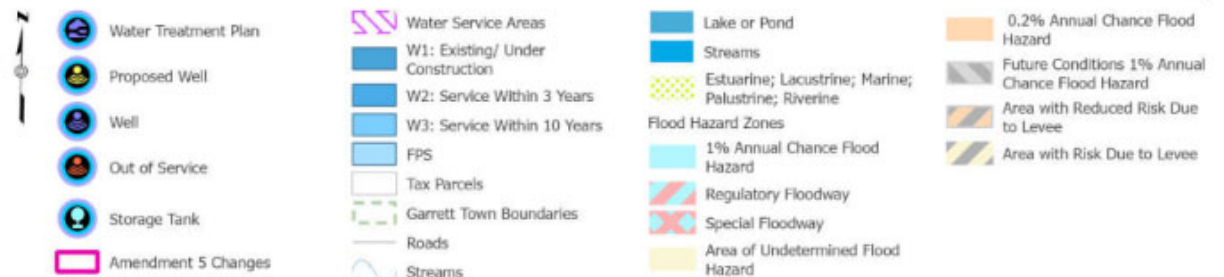 N
Water Treatment Plan
Proposed Well
Well
Out of Service
Storage Tank
Amendment 5 Changes
Water Service Areas
W1: Existing/ Under
Construction
W2: Service Within 3 Years
W3: Service Within 10 Years
FPS
Tax Parcels
Garrett Town Boundaries
Roads
Streams
Lake or Pond
Streams
Estuarine; Lacustrine; Marine;
Palustrine; Riverine
Flood Hazard Zones
1% Annual Chance Flood
Hazard
Regulatory Floodway
Special Floodway
Area of Undetermined Flood
Hazard
0.2% Annual Chance Flood
Hazard
Future Conditions 1% Annual
Chance Flood Hazard
Area with Reduced Risk Due
to Levee
Area with Risk Due to Levee